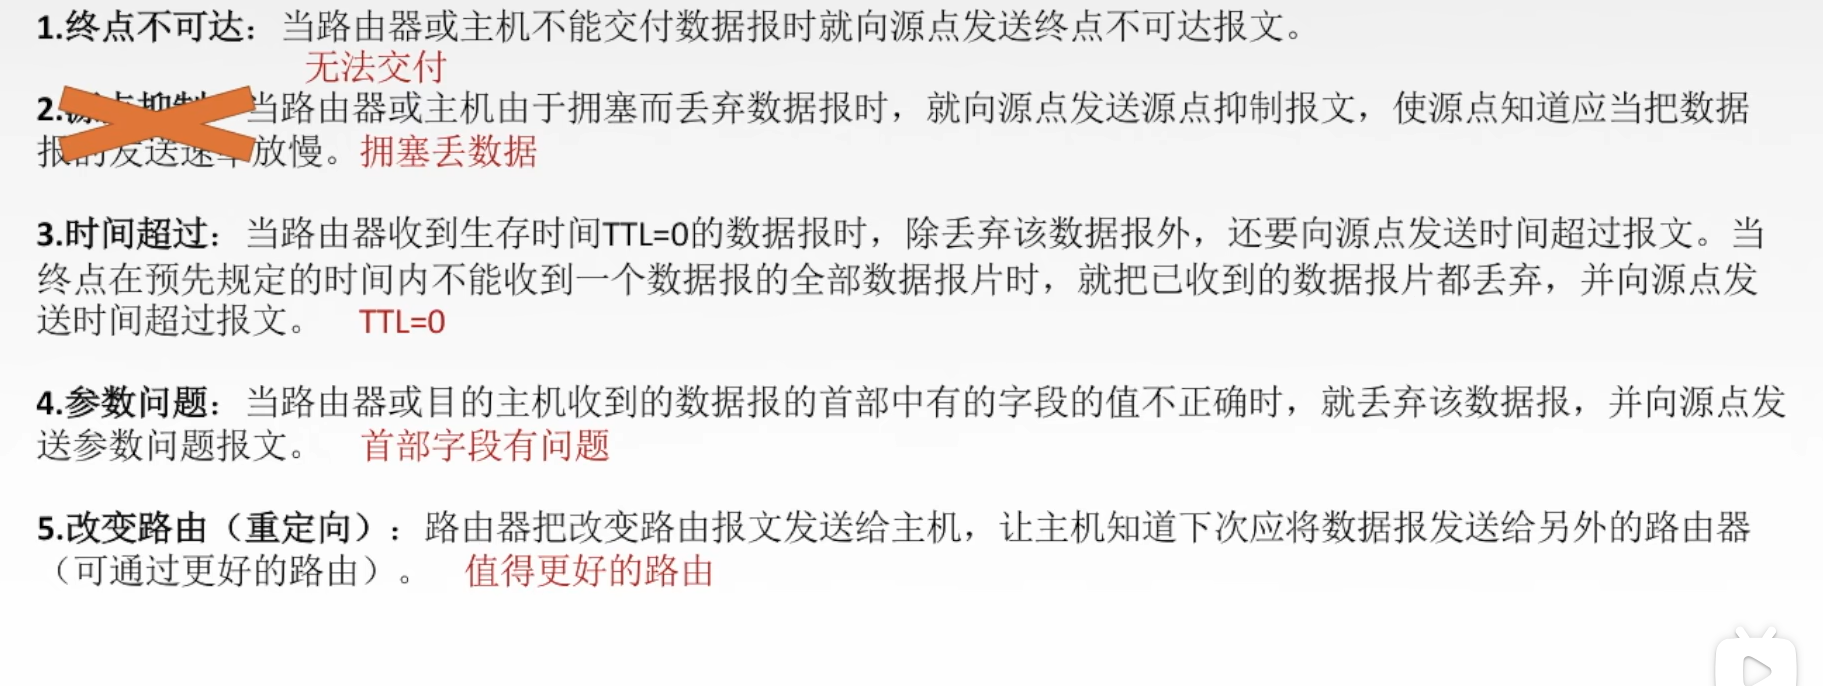 1.终点不可达：当路由器或主机不能交付数据报时就向源点发送终点不可达报文。
无法交付
2. 当路由器或主机由于拥塞而丢弃数据报时，就向源点发送源点抑制报文，使源点知道应当把数据
报的发送速率放慢。拥塞丢数据
3.时间超过：当路由器收到生存时间TTL=0的数据报时，除丢弃该数据报外，还要向源点发送时间超过报文。当
终点在预先规定的时间内不能收到一个数据报的全部数据报片时，就把已收到的数据报片都丢弃，并向源点发
送时间超过报文。 TTL=0
4.参数问题：当路由器或目的主机收到的数据报的首部中有的字段的值不正确时，就丢弃该数据报，并向源点发
送参数问题报文。 首部字段有问题
5.改变路由（重定向）：路由器把改变路由报文发送给主机，让主机知道下次应将数据报发送给另外的路由器
（可通过更好的路由）。 值得更好的路由